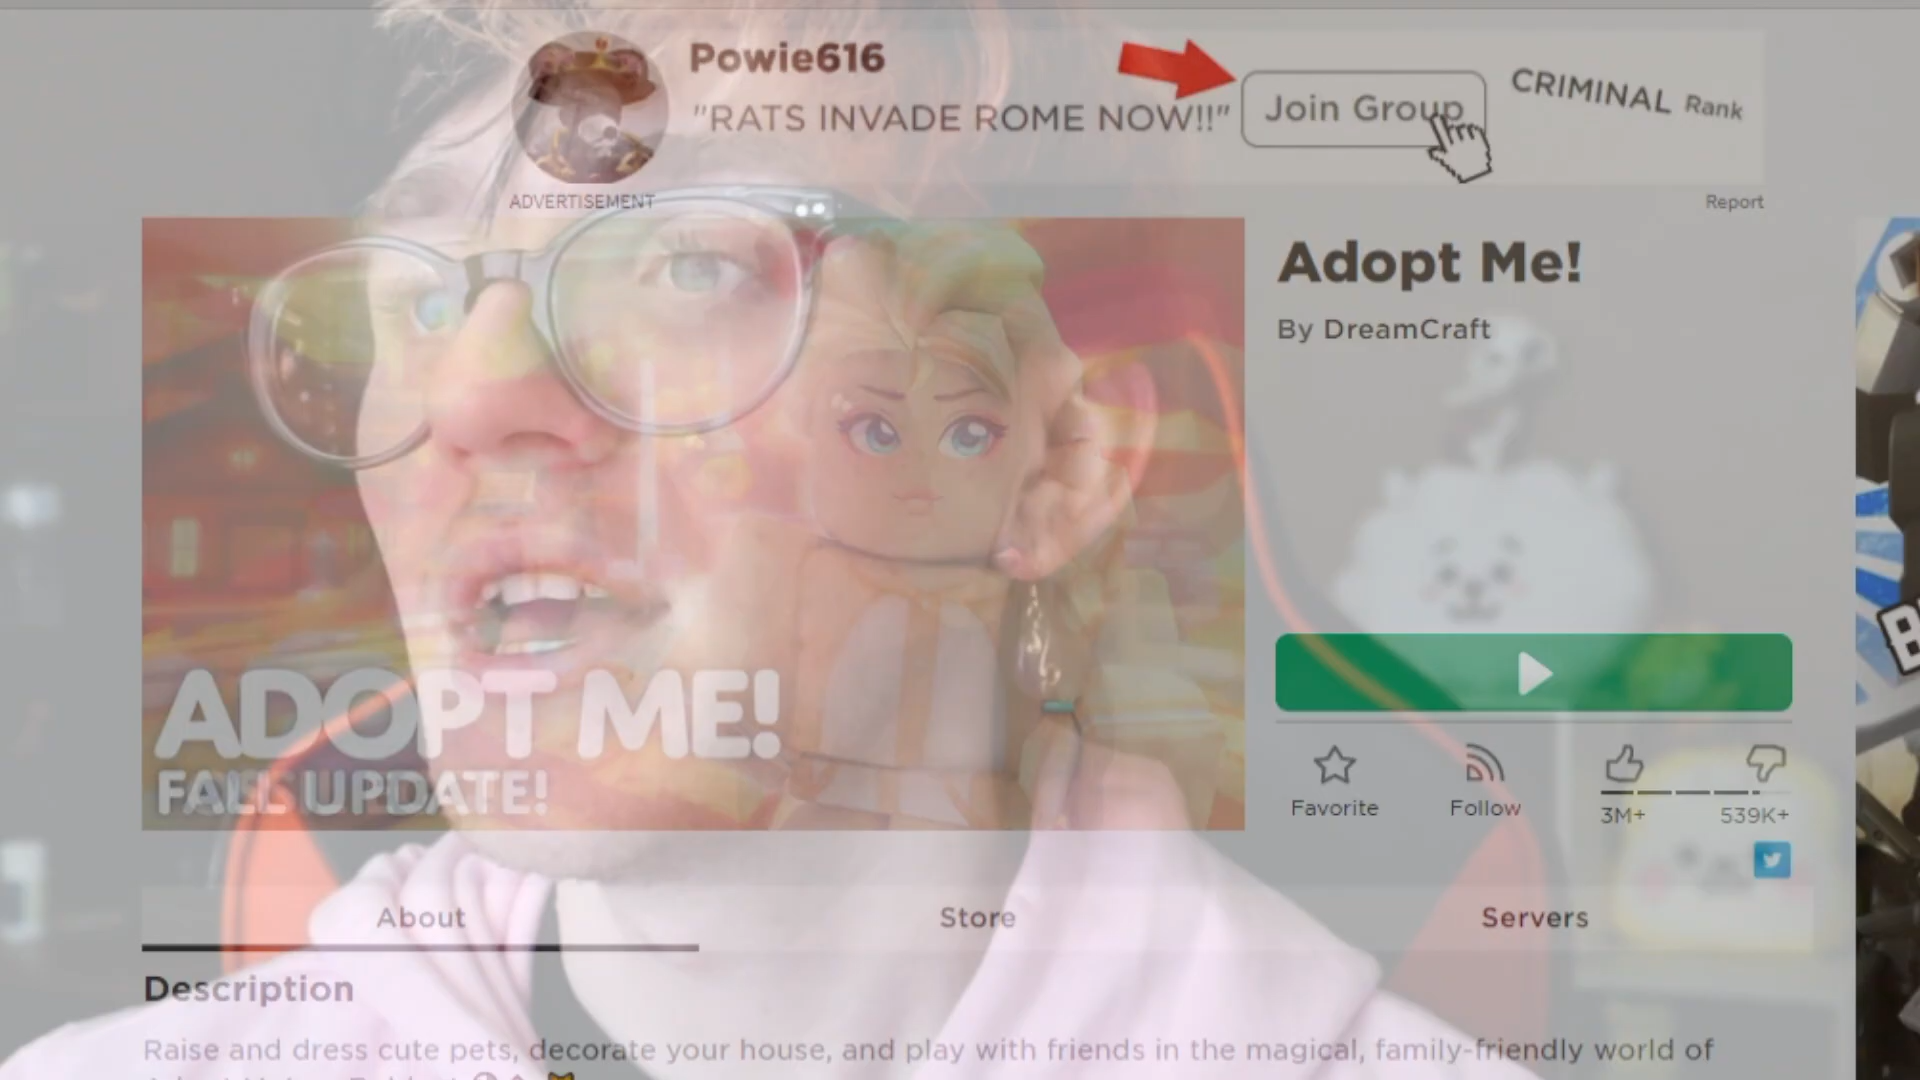 Powie616
"RATS INVADE ROME NOW!!"
Join Group
CRIMINAL Rank
ADVERTISEMENT
Report
Adopt Me!
By DreamCraft
ADOPT ME!
FALL UPDATE!
Favorite
Follow
3M+
539K+
About
Store
Servers
Description
Raise and dress cute pets, decorate your house, and play with friends in the magical, family-friendly world of